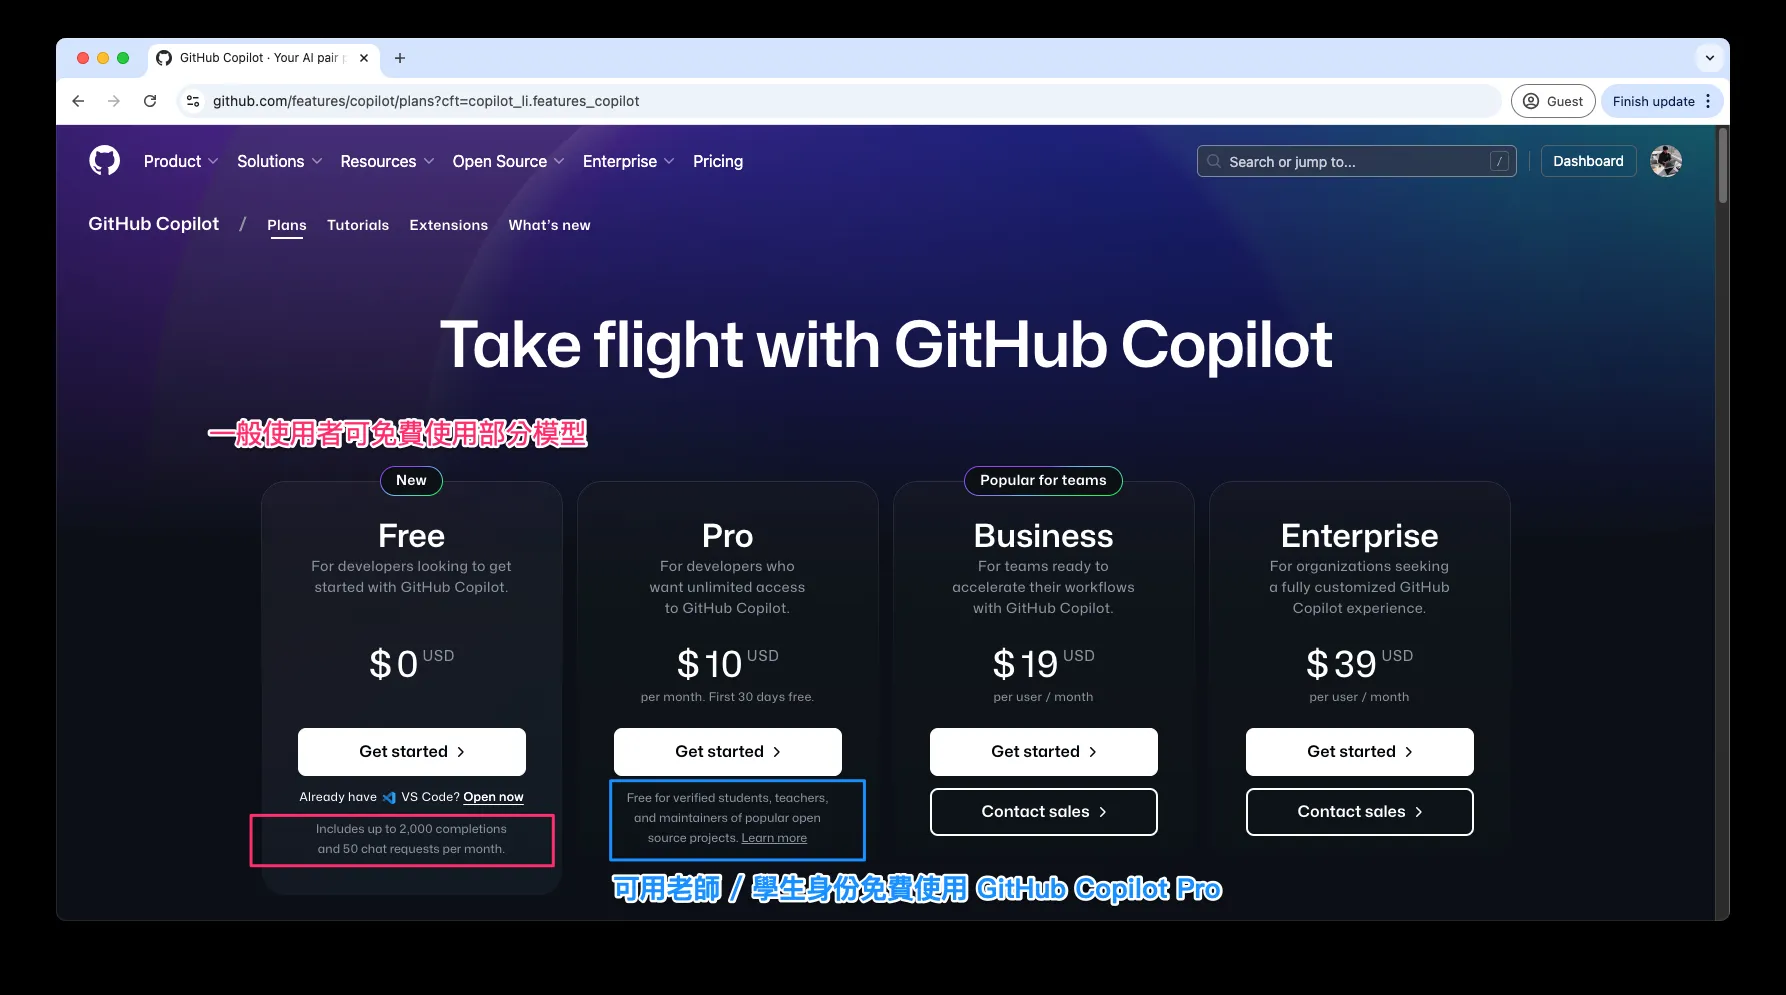 GitHub Copilot · Your AI pair
github.com/features/copilot/plans?cft=copilot_li.features_copilot
Guest
Finish update
Product
Solutions
Resources
Open Source
Enterprise
Pricing
Search or jump to...
/
Dashboard
GitHub Copilot / Plans Tutorials Extensions What's new
Take flight with GitHub Copilot
一般使用者可免費使用部分模型
New
Free
For developers looking to get
started with GitHub Copilot.
$0 USD
Get started
Already have VS Code? Open now
Includes up to 2,000 completions
and 50 chat requests per month.
Pro
For developers who
want unlimited access
to GitHub Copilot.
$10 USD
per month. First 30 days free.
Get started
Free for verified students, teachers,
and maintainers of popular open
source projects. Learn more
可用老師 / 學生身份免費使用 GitHub Copilot Pro
Popular for teams
Business
For teams ready to
accelerate their workflows
with GitHub Copilot.
$19 USD
per user / month
Get started
Contact sales
Enterprise
For organizations seeking
a fully customized GitHub
Copilot experience.
$39 USD
per user / month
Get started
Contact sales